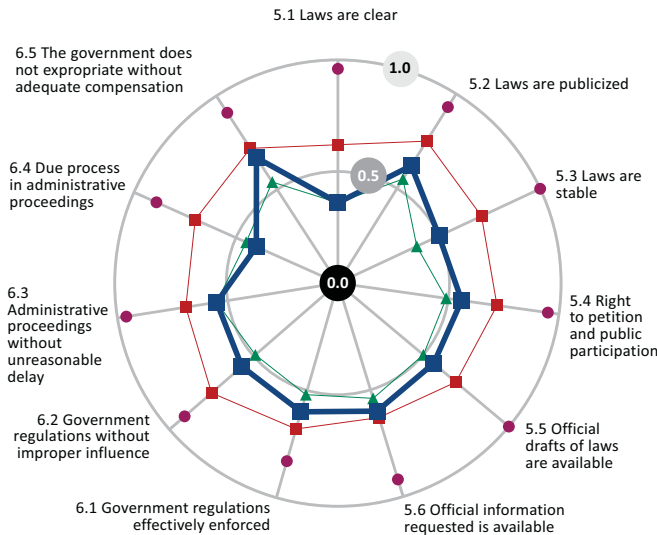 5.1 Laws are clear
1.0
5.2 Laws are publicized
5.3 Laws are
stable
5.4 Right
to petition
and public
participation
5.5 Official
drafts of laws
are available
5.6 Official information
requested is available
6.1 Government regulations
effectively enforced
6.2 Government
regulations without
improper influence
6.3
Administrative
proceedings
without
unreasonable
delay
6.4 Due process
in administrative
proceedings
6.5 The government does
not expropriate without
adequate compensation
0.5
0.0